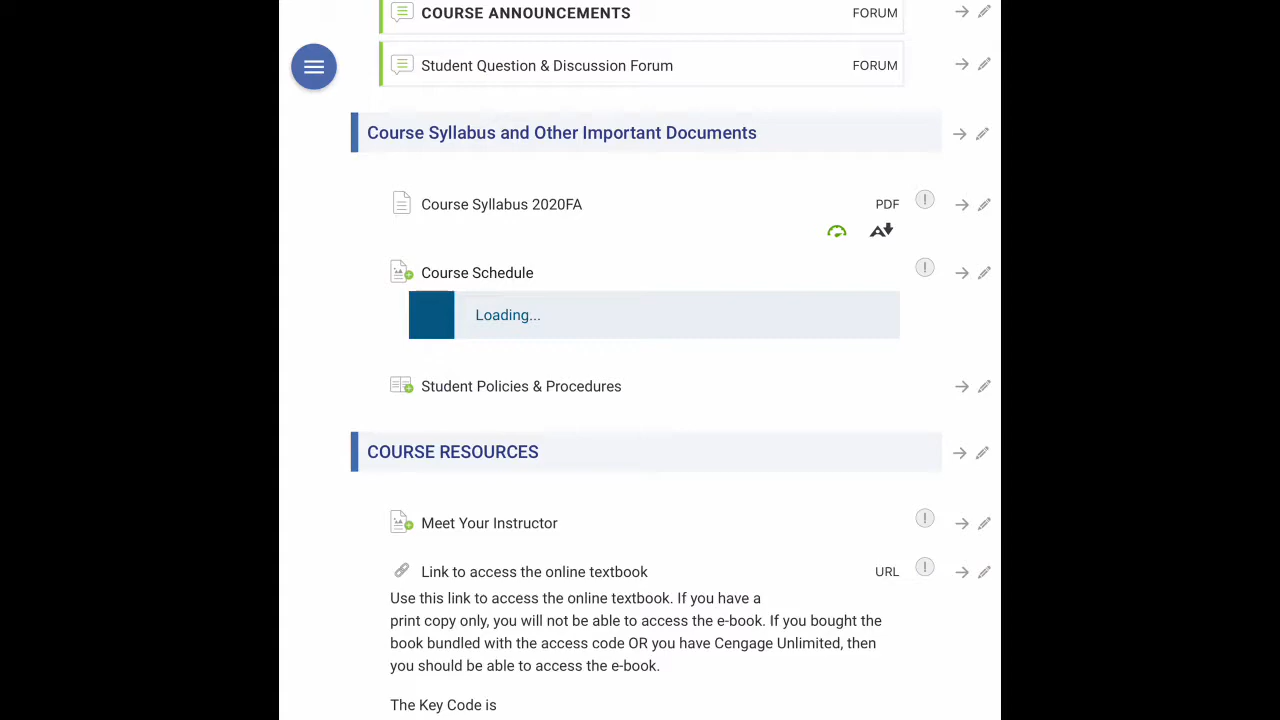 COURSE ANNOUNCEMENTS FORUM
Student Question & Discussion Forum FORUM
Course Syllabus and Other Important Documents
Course Syllabus 2020FA PDF
Course Schedule
Loading...
Student Policies & Procedures
COURSE RESOURCES
Meet Your Instructor
Link to access the online textbook URL
Use this link to access the online textbook. If you have a
print copy only, you will not be able to access the e-book. If you bought the
book bundled with the access code OR you have Cengage Unlimited, then
you should be able to access the e-book.
The Key Code is